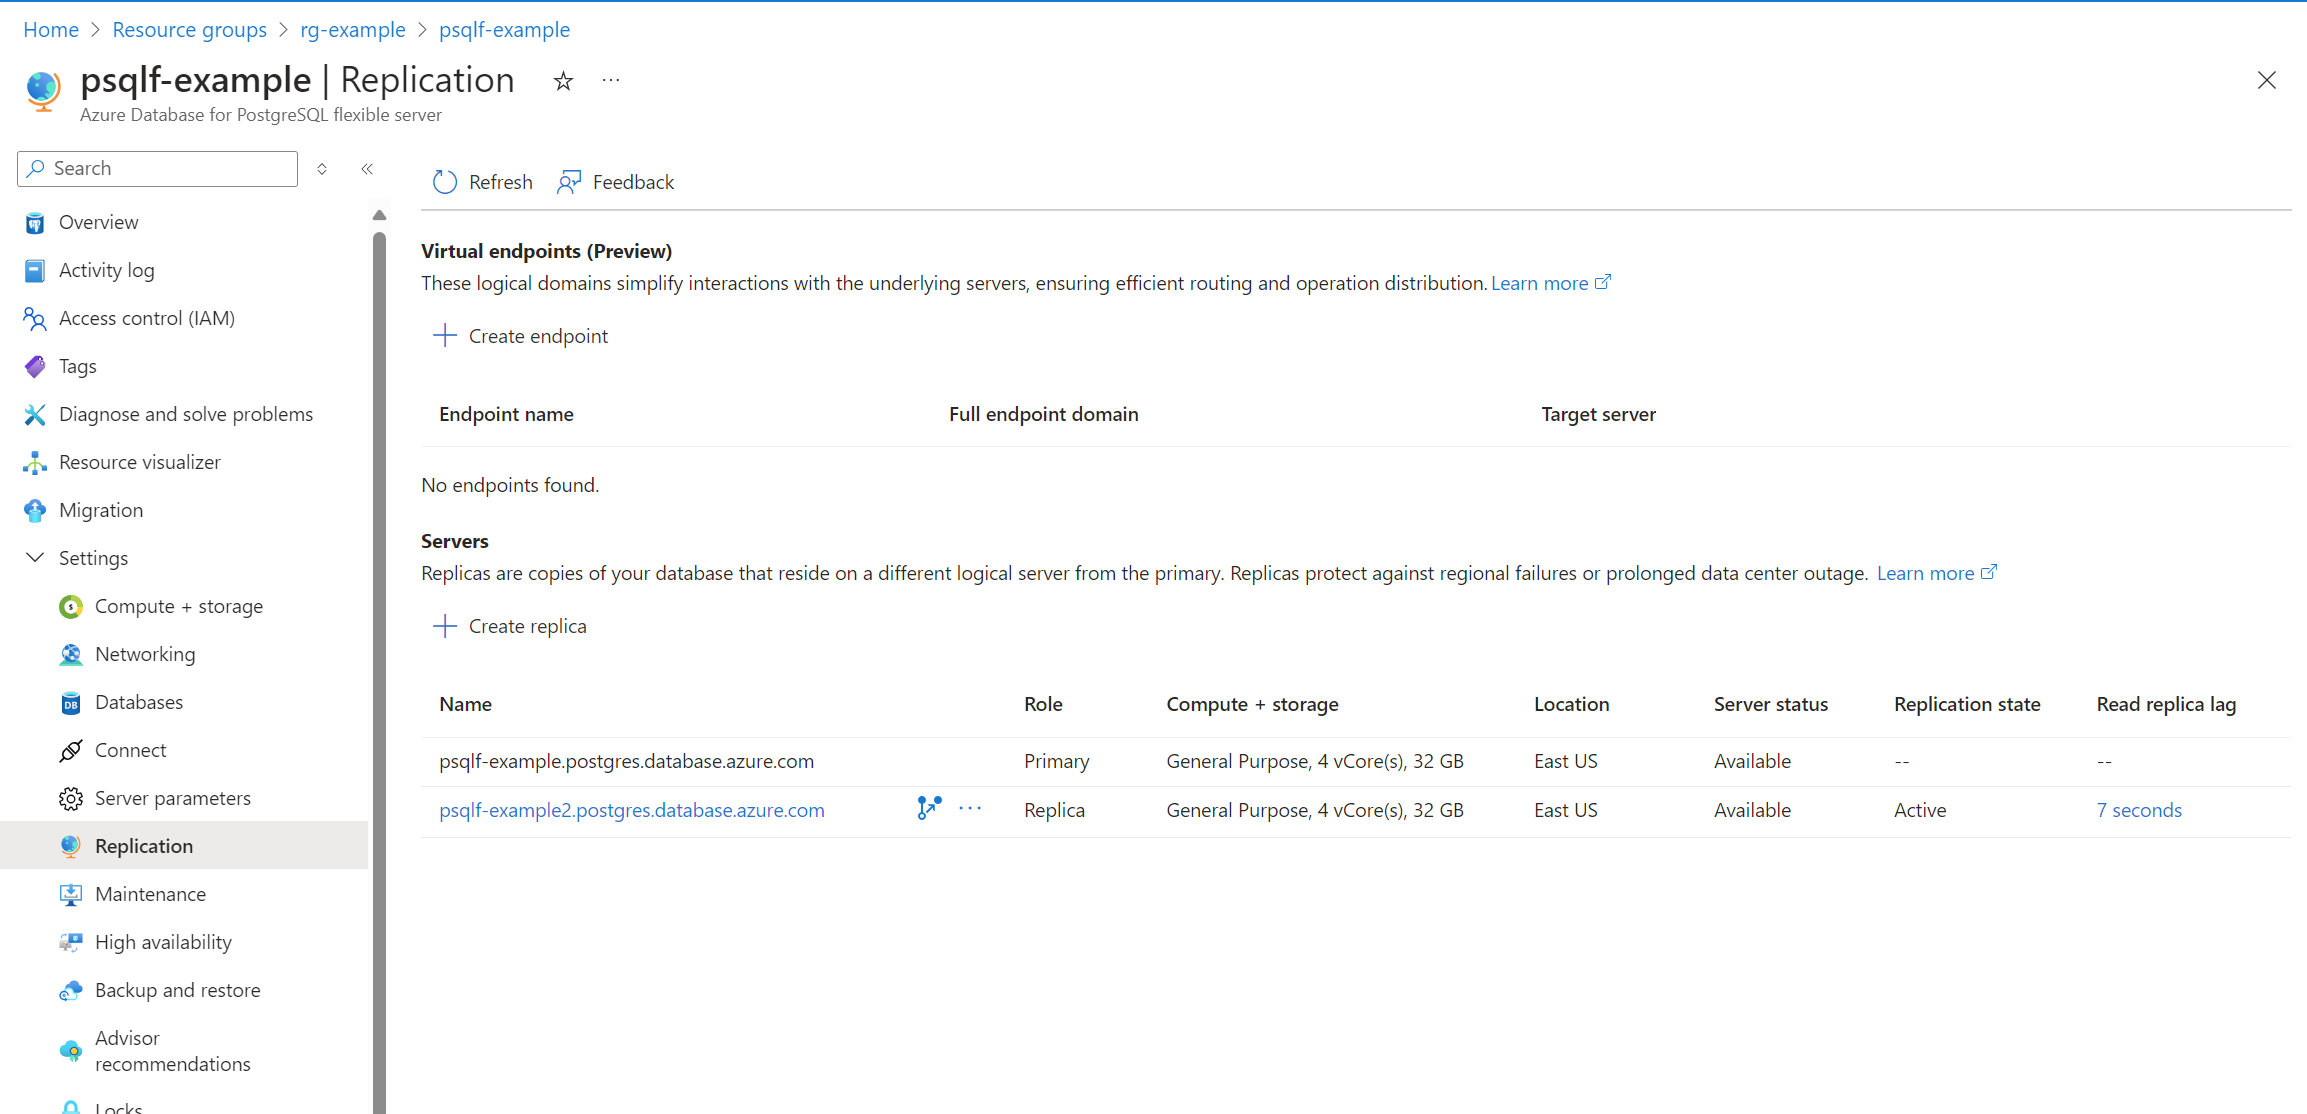 Home > Resource groups > rg-example > psqlf-example
psqlf-example | Replication
Azure Database for PostgreSQL flexible server
Search
Overview
Activity log
Access control (IAM)
Tags
Diagnose and solve problems
Resource visualizer
Migration
Settings
Compute + storage
Networking
Databases
Connect
Server parameters
Replication
Maintenance
High availability
Backup and restore
Advisor
recommendations
Locks
Refresh Feedback
Virtual endpoints (Preview)
These logical domains simplify interactions with the underlying servers, ensuring efficient routing and operation distribution. Learn more
Create endpoint
Endpoint name Full endpoint domain Target server
No endpoints found.
Servers
Replicas are copies of your database that reside on a different logical server from the primary. Replicas protect against regional failures or prolonged data center outage. Learn more
Create replica
Name Role Compute + storage Location Server status Replication state Read replica lag
psqlf-example.postgres.database.azure.com Primary General Purpose, 4 vCore(s), 32 GB East US Available -- --
psqlf-example2.postgres.database.azure.com ... Replica General Purpose, 4 vCore(s), 32 GB East US Available Active 7 seconds